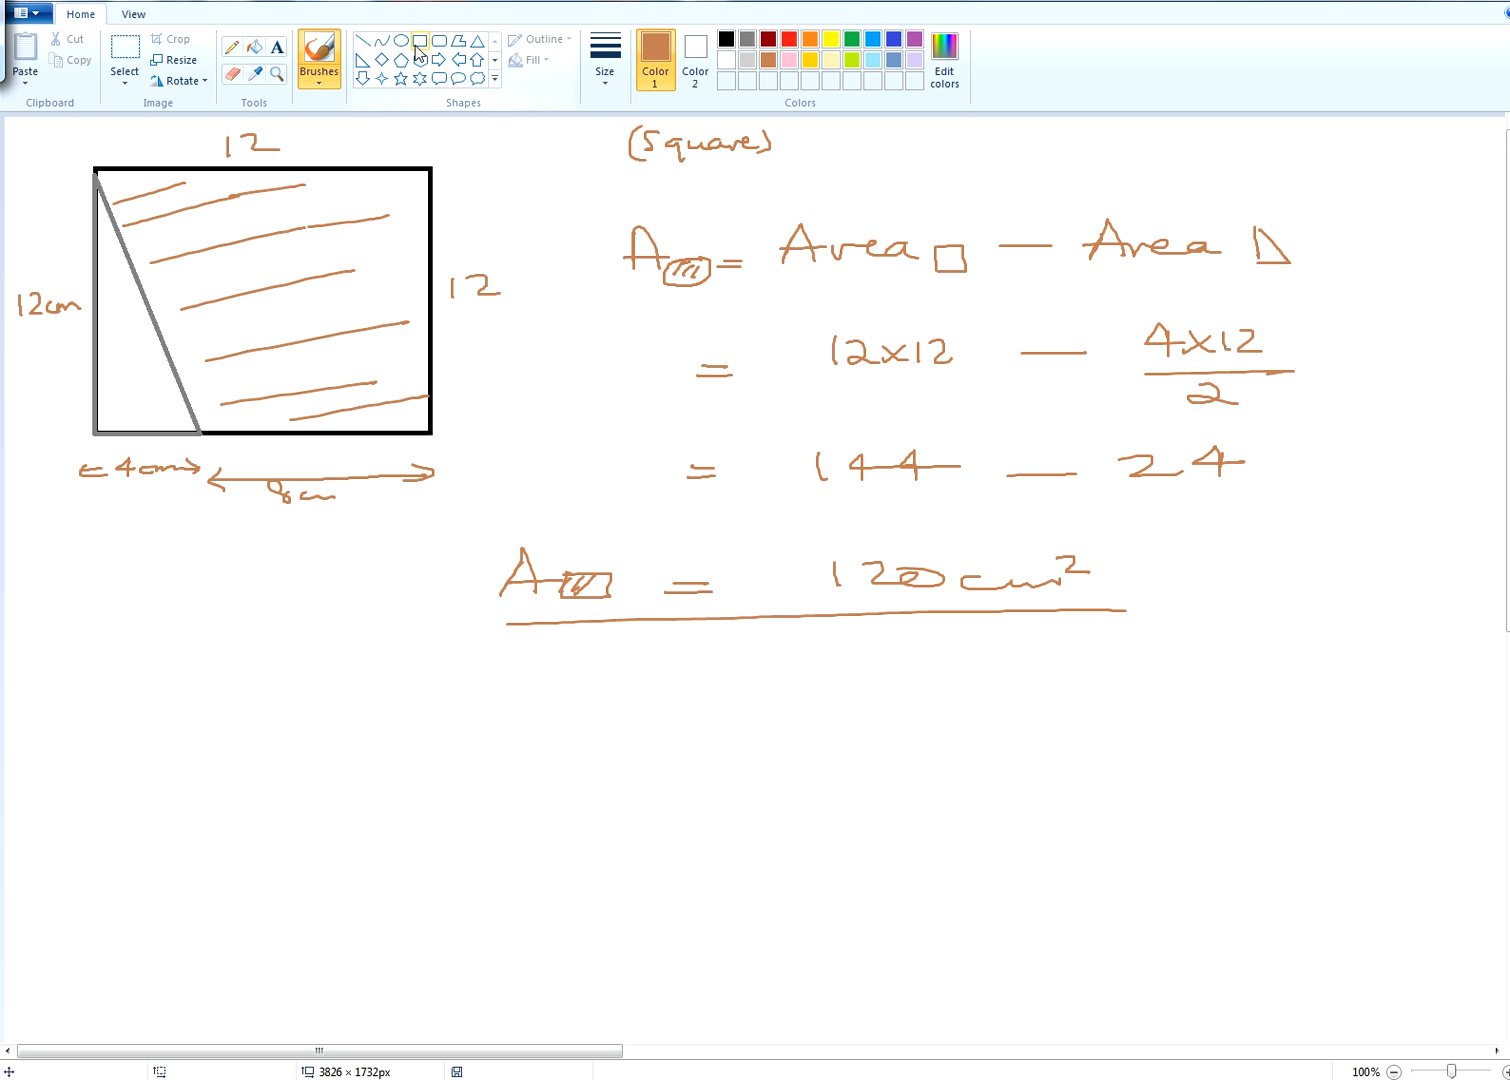 Home View
Cut
Copy
Paste
Clipboard
Crop
Resize
Rotate
Select
Image
A
Tools
Brushes
Outline
Fill
Shapes
Size
Color 1
Color 2
Edit colors
Colors
12
(Square)
12cm
12
4cm
8cm
A = Area □ — Area
= 12x12 — 4x12
2
= 144 — 24
A = 120cm²
3826 × 1732px
100%